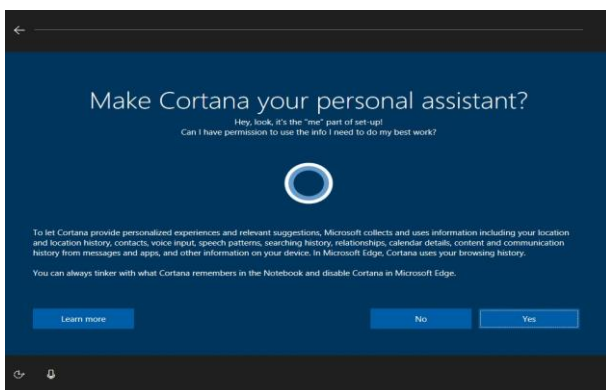 Make Cortana your personal assistant?
Hey, look, it's the "me" part of set-up!
Can I have permission to use the info I need to do my best work?
To let Cortana provide personalized experiences and relevant suggestions, Microsoft collects and uses information including your location
and location history, contacts, voice input, speech patterns, searching history, relationships, calendar details, content and communication
history from messages and apps, and other information on your device. In Microsoft Edge, Cortana uses your browsing history.
You can always tinker with what Cortana remembers in the Notebook and disable Cortana in Microsoft Edge.
Learn more
No
Yes